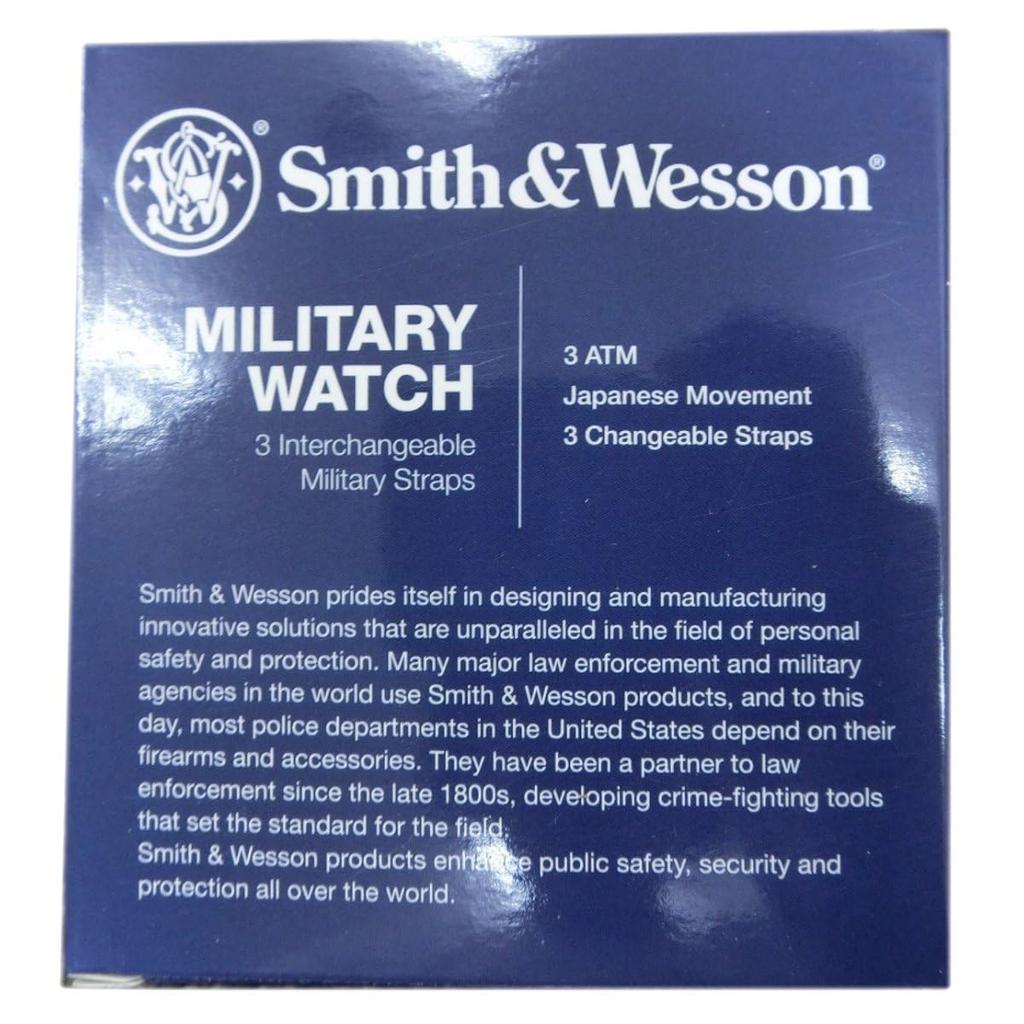 Smith & Wesson®
MILITARY
WATCH
3 Interchangeable
Military Straps
3 ATM
Japanese Movement
3 Changeable Straps
Smith & Wesson prides itself in designing and manufacturing
innovative solutions that are unparalleled in the field of personal
safety and protection. Many major law enforcement and military
agencies in the world use Smith & Wesson products, and to this
day, most police departments in the United States depend on their
firearms and accessories. They have been a partner to law
enforcement since the late 1800s, developing crime-fighting tools
that set the standard for the field.
Smith & Wesson products enhance public safety, security and
protection all over the world.